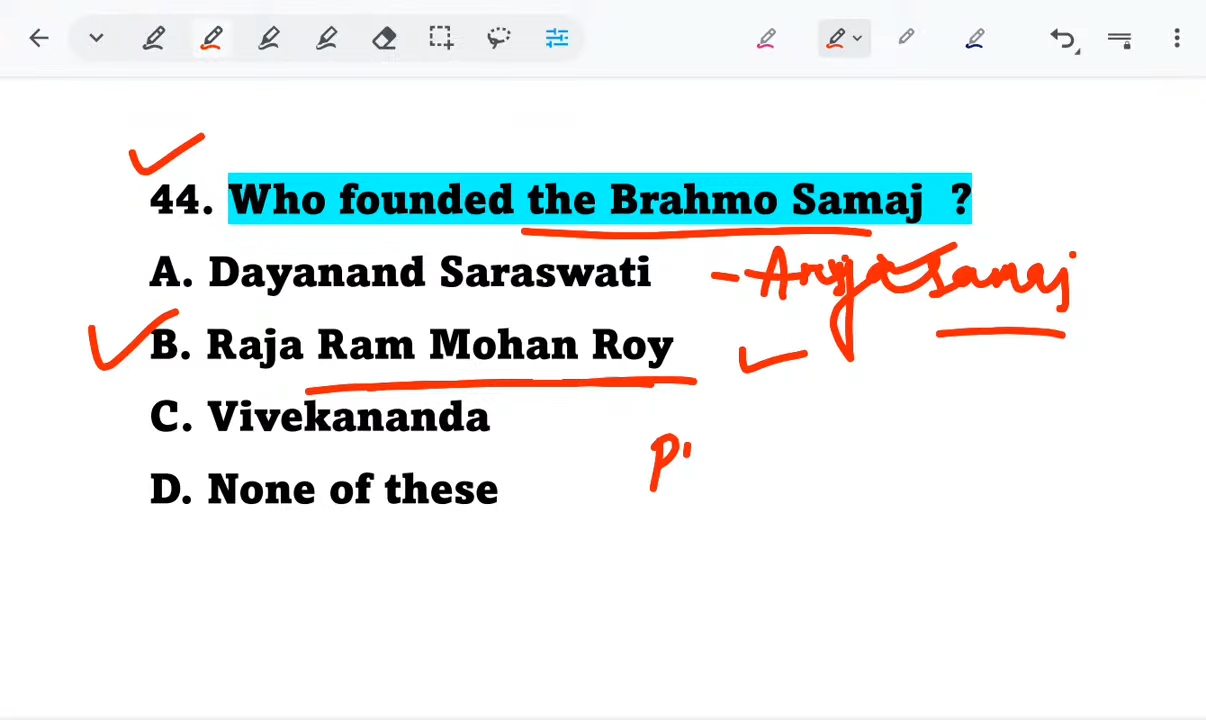 44. Who founded the Brahmo Samaj ?
A. Dayanand Saraswati - Arya Samaj
B. Raja Ram Mohan Roy
C. Vivekananda
D. None of these